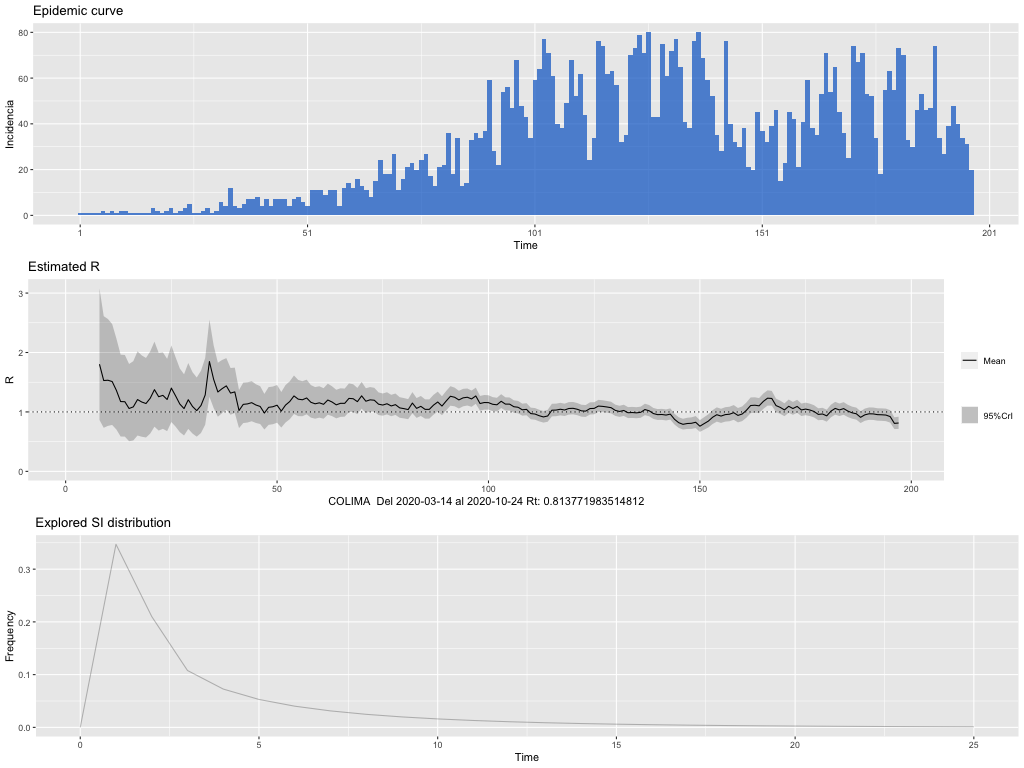 Epidemic curve
80
60
40
20
0
Incidencia
1
51
101
151
201
Time
Estimated R
3
2
1
0
R
0
50
100
150
200
COLIMA Del 2020-03-14 al 2020-10-24 Rt: 0.813771983514812
Mean
95%CrI
Explored SI distribution
0.3
0.2
0.1
0.0
Frequency
0
5
10
15
20
25
Time